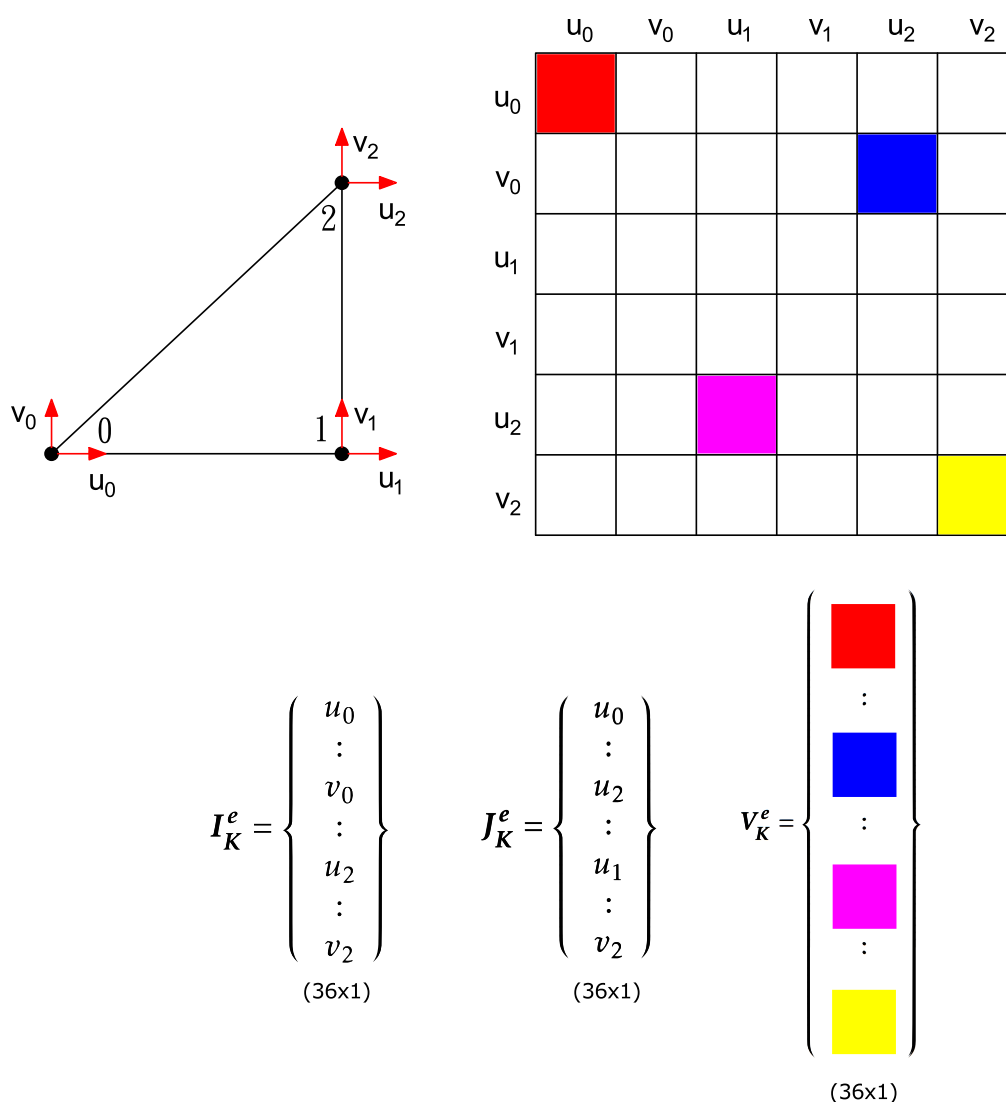 u₀ v₀ u₁ v₁ u₂ v₂
u₀
v₀
u₁
v₁
u₂
v₂
v₂
u₂
2
v₀
0
1
v₁
u₀
u₁
I_K^e = { u₀ : v₀ : u₂ : v₂ }
(36x1)
J_K^e = { u₀ : u₂ : u₁ : v₂ }
(36x1)
V_K^e = { : : : }
(36x1)